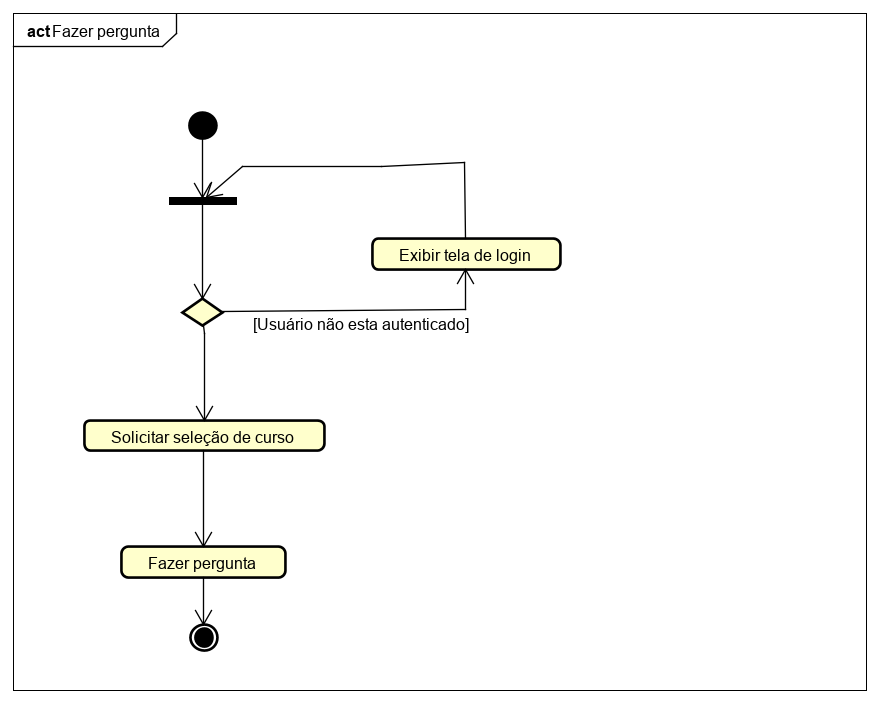 act Fazer pergunta
Exibir tela de login
[Usuário não esta autenticado]
Solicitar seleção de curso
Fazer pergunta